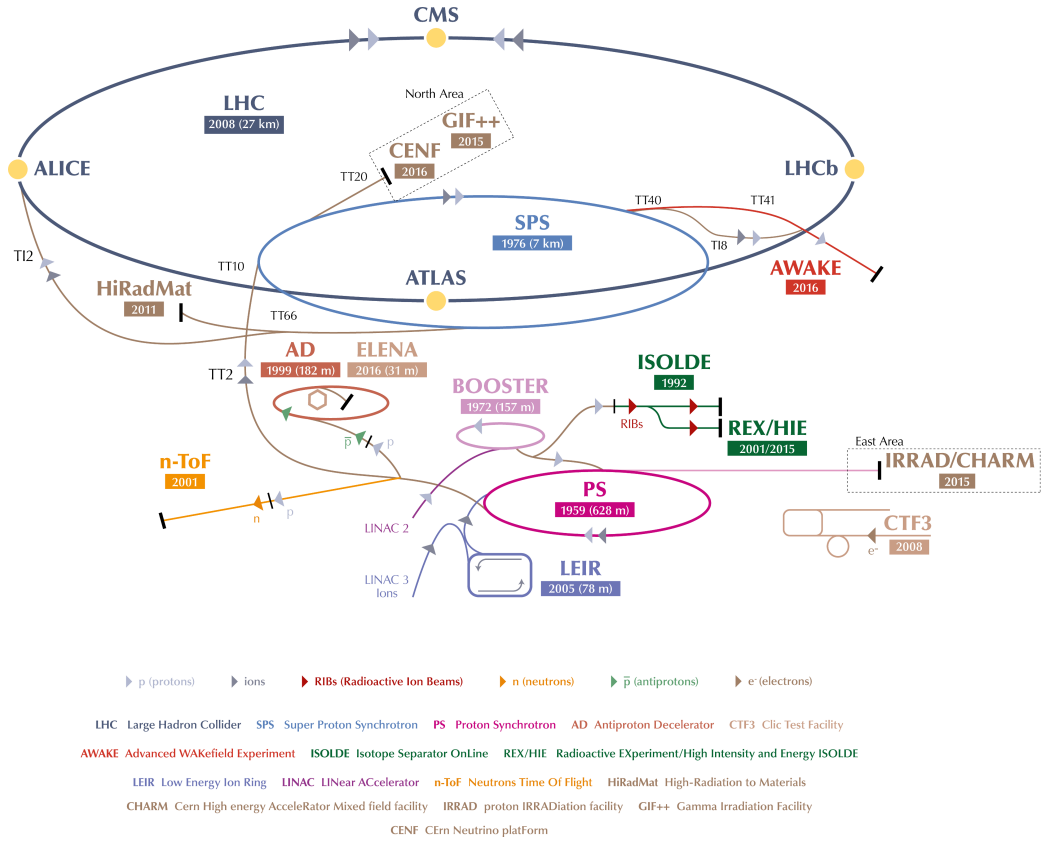 CMS
North Area
LHC
2008 (27 km)
GIF++
2015
CENF
2016
TT20
ALICE
LHCb
TT40
TT41
SPS
1976 (7 km)
TI8
TI2
TT10
ATLAS
AWAKE
2016
HiRadMat
2011
TT66
AD
1999 (182 m)
ELENA
2016 (31 m)
TT2
ISOLDE
1992
BOOSTER
1972 (157 m)
RIBs
REX/HIE
2001/2015
p̅
p
East Area
n-ToF
2001
IRRAD/CHARM
2015
PS
1959 (628 m)
n
p
LINAC 2
CTF3
2008
e-
LEIR
2005 (78 m)
LINAC 3
Ions
p (protons) ions RIBs (Radioactive Ion Beams) n (neutrons) p̅ (antiprotons) e- (electrons)
LHC Large Hadron Collider SPS Super Proton Synchrotron PS Proton Synchrotron AD Antiproton Decelerator CTF3 Clic Test Facility
AWAKE Advanced WAKefield Experiment ISOLDE Isotope Separator OnLine REX/HIE Radioactive EXperiment/High Intensity and Energy ISOLDE
LEIR Low Energy Ion Ring LINAC LINear ACcelerator n-ToF Neutrons Time Of Flight HiRadMat High-Radiation to Materials
CHARM Cern High energy AcceleRator Mixed field facility IRRAD proton IRRADiation facility GIF++ Gamma Irradiation Facility
CENF CErn Neutrino platForm